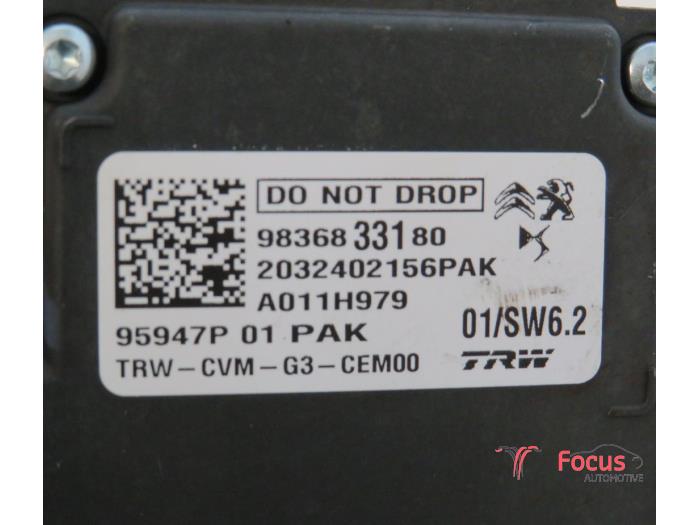 DO NOT DROP
98368 331 80
2032402156PAK
A011H979
95947P 01 PAK
01/SW6.2
TRW-CVM-G3-CEM00
TRW
Focus
AUTOMOTIVE